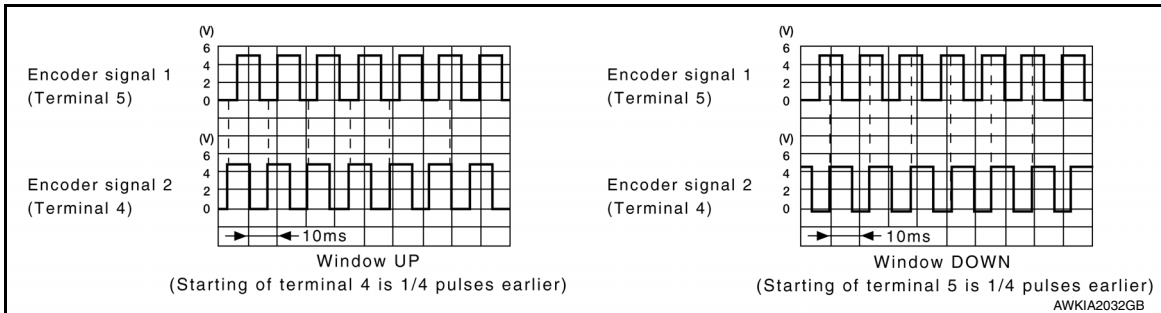 (V)
6
4
2
0
Encoder signal 1
(Terminal 5)
(V)
6
4
2
0
Encoder signal 2
(Terminal 4)
10ms
Window UP
(Starting of terminal 4 is 1/4 pulses earlier)
(V)
6
4
2
0
Encoder signal 1
(Terminal 5)
(V)
6
4
2
0
Encoder signal 2
(Terminal 4)
10ms
Window DOWN
(Starting of terminal 5 is 1/4 pulses earlier)
AWKIA2032GB